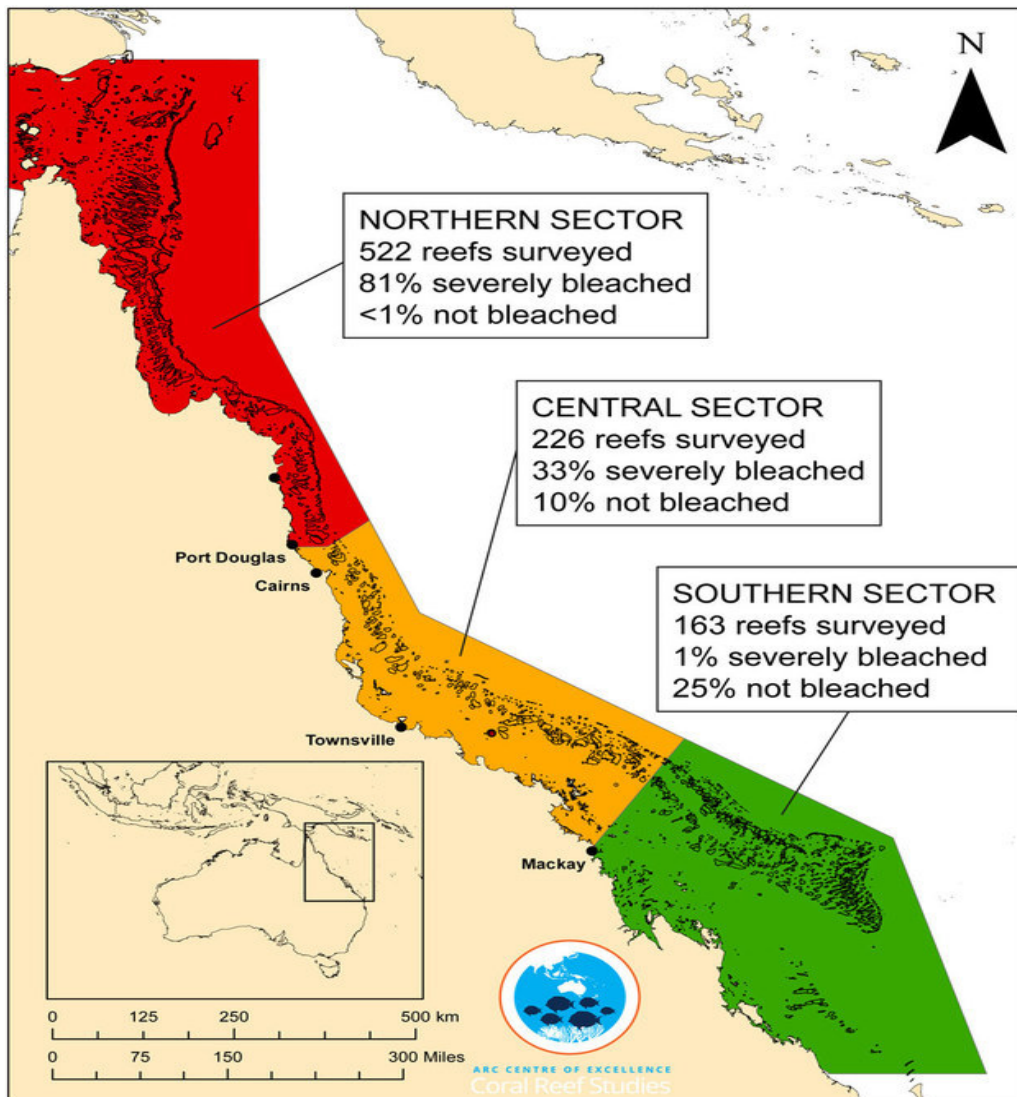 N
NORTHERN SECTOR
522 reefs surveyed
81% severely bleached
<1% not bleached
CENTRAL SECTOR
226 reefs surveyed
33% severely bleached
10% not bleached
Port Douglas
Cairns
SOUTHERN SECTOR
163 reefs surveyed
1% severely bleached
25% not bleached
Townsville
Mackay
0 125 250 500 km
0 75 150 300 Miles
ARC CENTRE OF EXCELLENCE
Coral Reef Studies